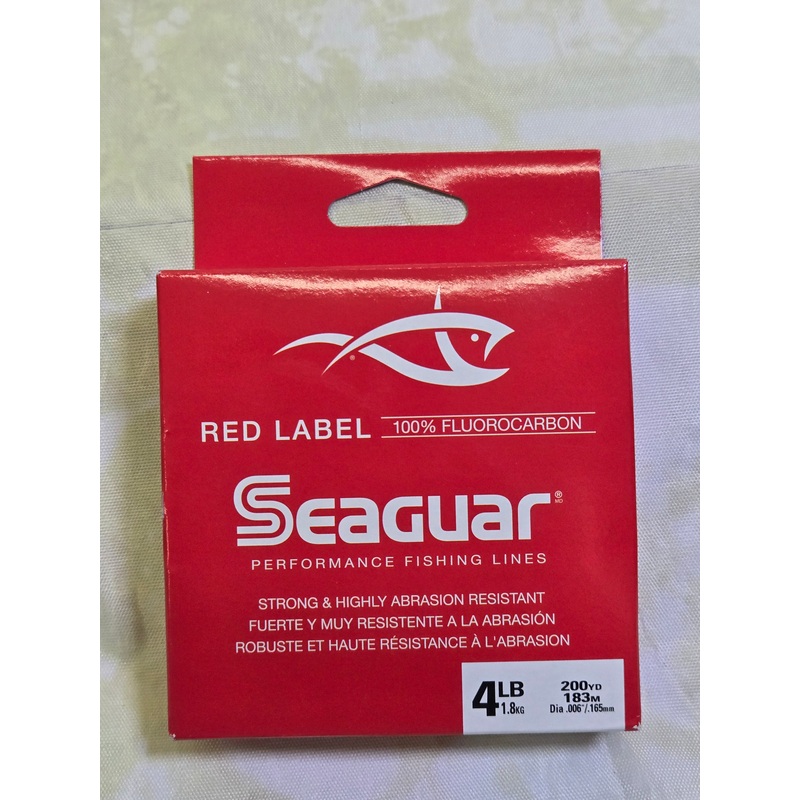 RED LABEL 100% FLUOROCARBON
SEAGUAR®
MD
PERFORMANCE FISHING LINES
STRONG & HIGHLY ABRASION RESISTANT
FUERTE Y MUY RESISTENTE A LA ABRASIÓN
ROBUSTE ET HAUTE RÉSISTANCE À L'ABRASION
4LB 200YD
1.8KG 183M
Dia .006"/.165mm